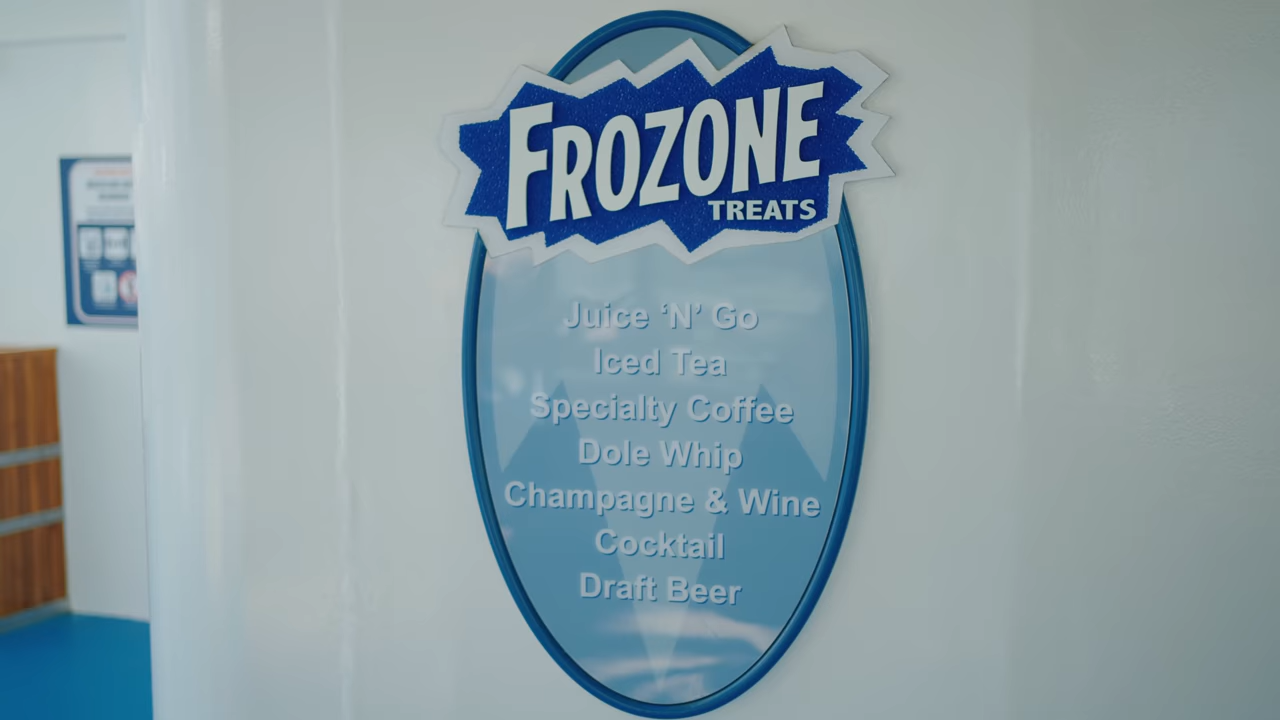 FROZONE
TREATS
Juice ‘N’ Go
Iced Tea
Specialty Coffee
Dole Whip
Champagne & Wine
Cocktail
Draft Beer